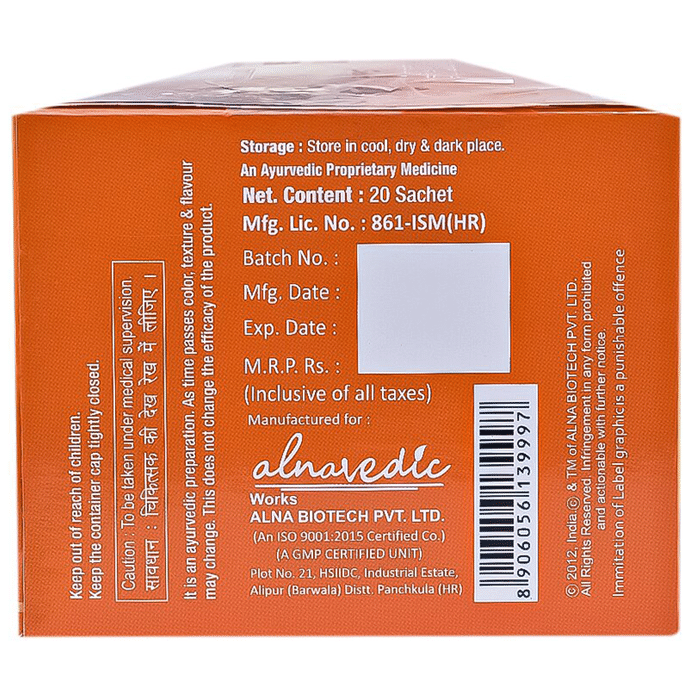 Storage : Store in cool, dry & dark place.
An Ayurvedic Proprietary Medicine
Net. Content : 20 Sachet
Mfg. Lic. No. : 861-ISM(HR)
Batch No. :
Mfg. Date :
Exp. Date :
M.R.P. Rs. :
(Inclusive of all taxes)
Manufactured for :
alnavedic
Works
ALNA BIOTECH PVT. LTD.
(An ISO 9001:2015 Certified Co.)
(A GMP CERTIFIED UNIT)
Plot No. 21, HSIIDC, Industrial Estate,
Alipur (Barwala) Distt. Panchkula (HR)
Keep out of reach of children.
Keep the container cap tightly closed.
Caution : To be taken under medical supervision.
सावधान : चिकित्सक की देख रेख में लीजिए ।
It is an ayurvedic preparation. As time passes color, texture & flavour
may change. This does not change the efficacy of the product.
8906056139997
© 2012, India © & TM of ALNA BIOTECH PVT. LTD.
All Rights Reserved Infringement in any form prohibited
and actionable with further notice.
Immitation of Label graphic is a punishable offence